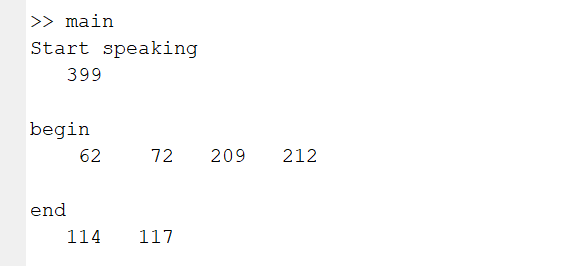 >> main
Start speaking
399
begin
62 72 209 212
end
114 117